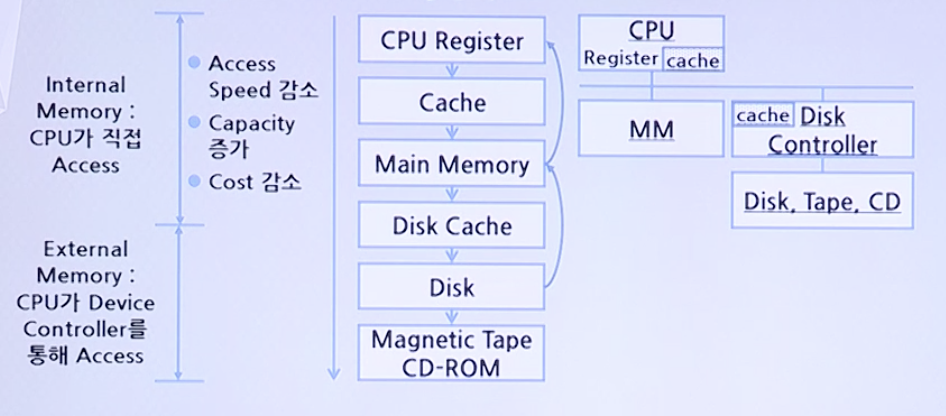 Internal
Memory :
CPU가 직접
Access
External
Memory :
CPU가 Device
Controller를
통해 Access
Access
Speed 감소
Capacity
증가
Cost 감소
CPU Register
Cache
Main Memory
Disk Cache
Disk
Magnetic Tape
CD-ROM
CPU
Register cache
MM
cache Disk
Controller
Disk, Tape, CD